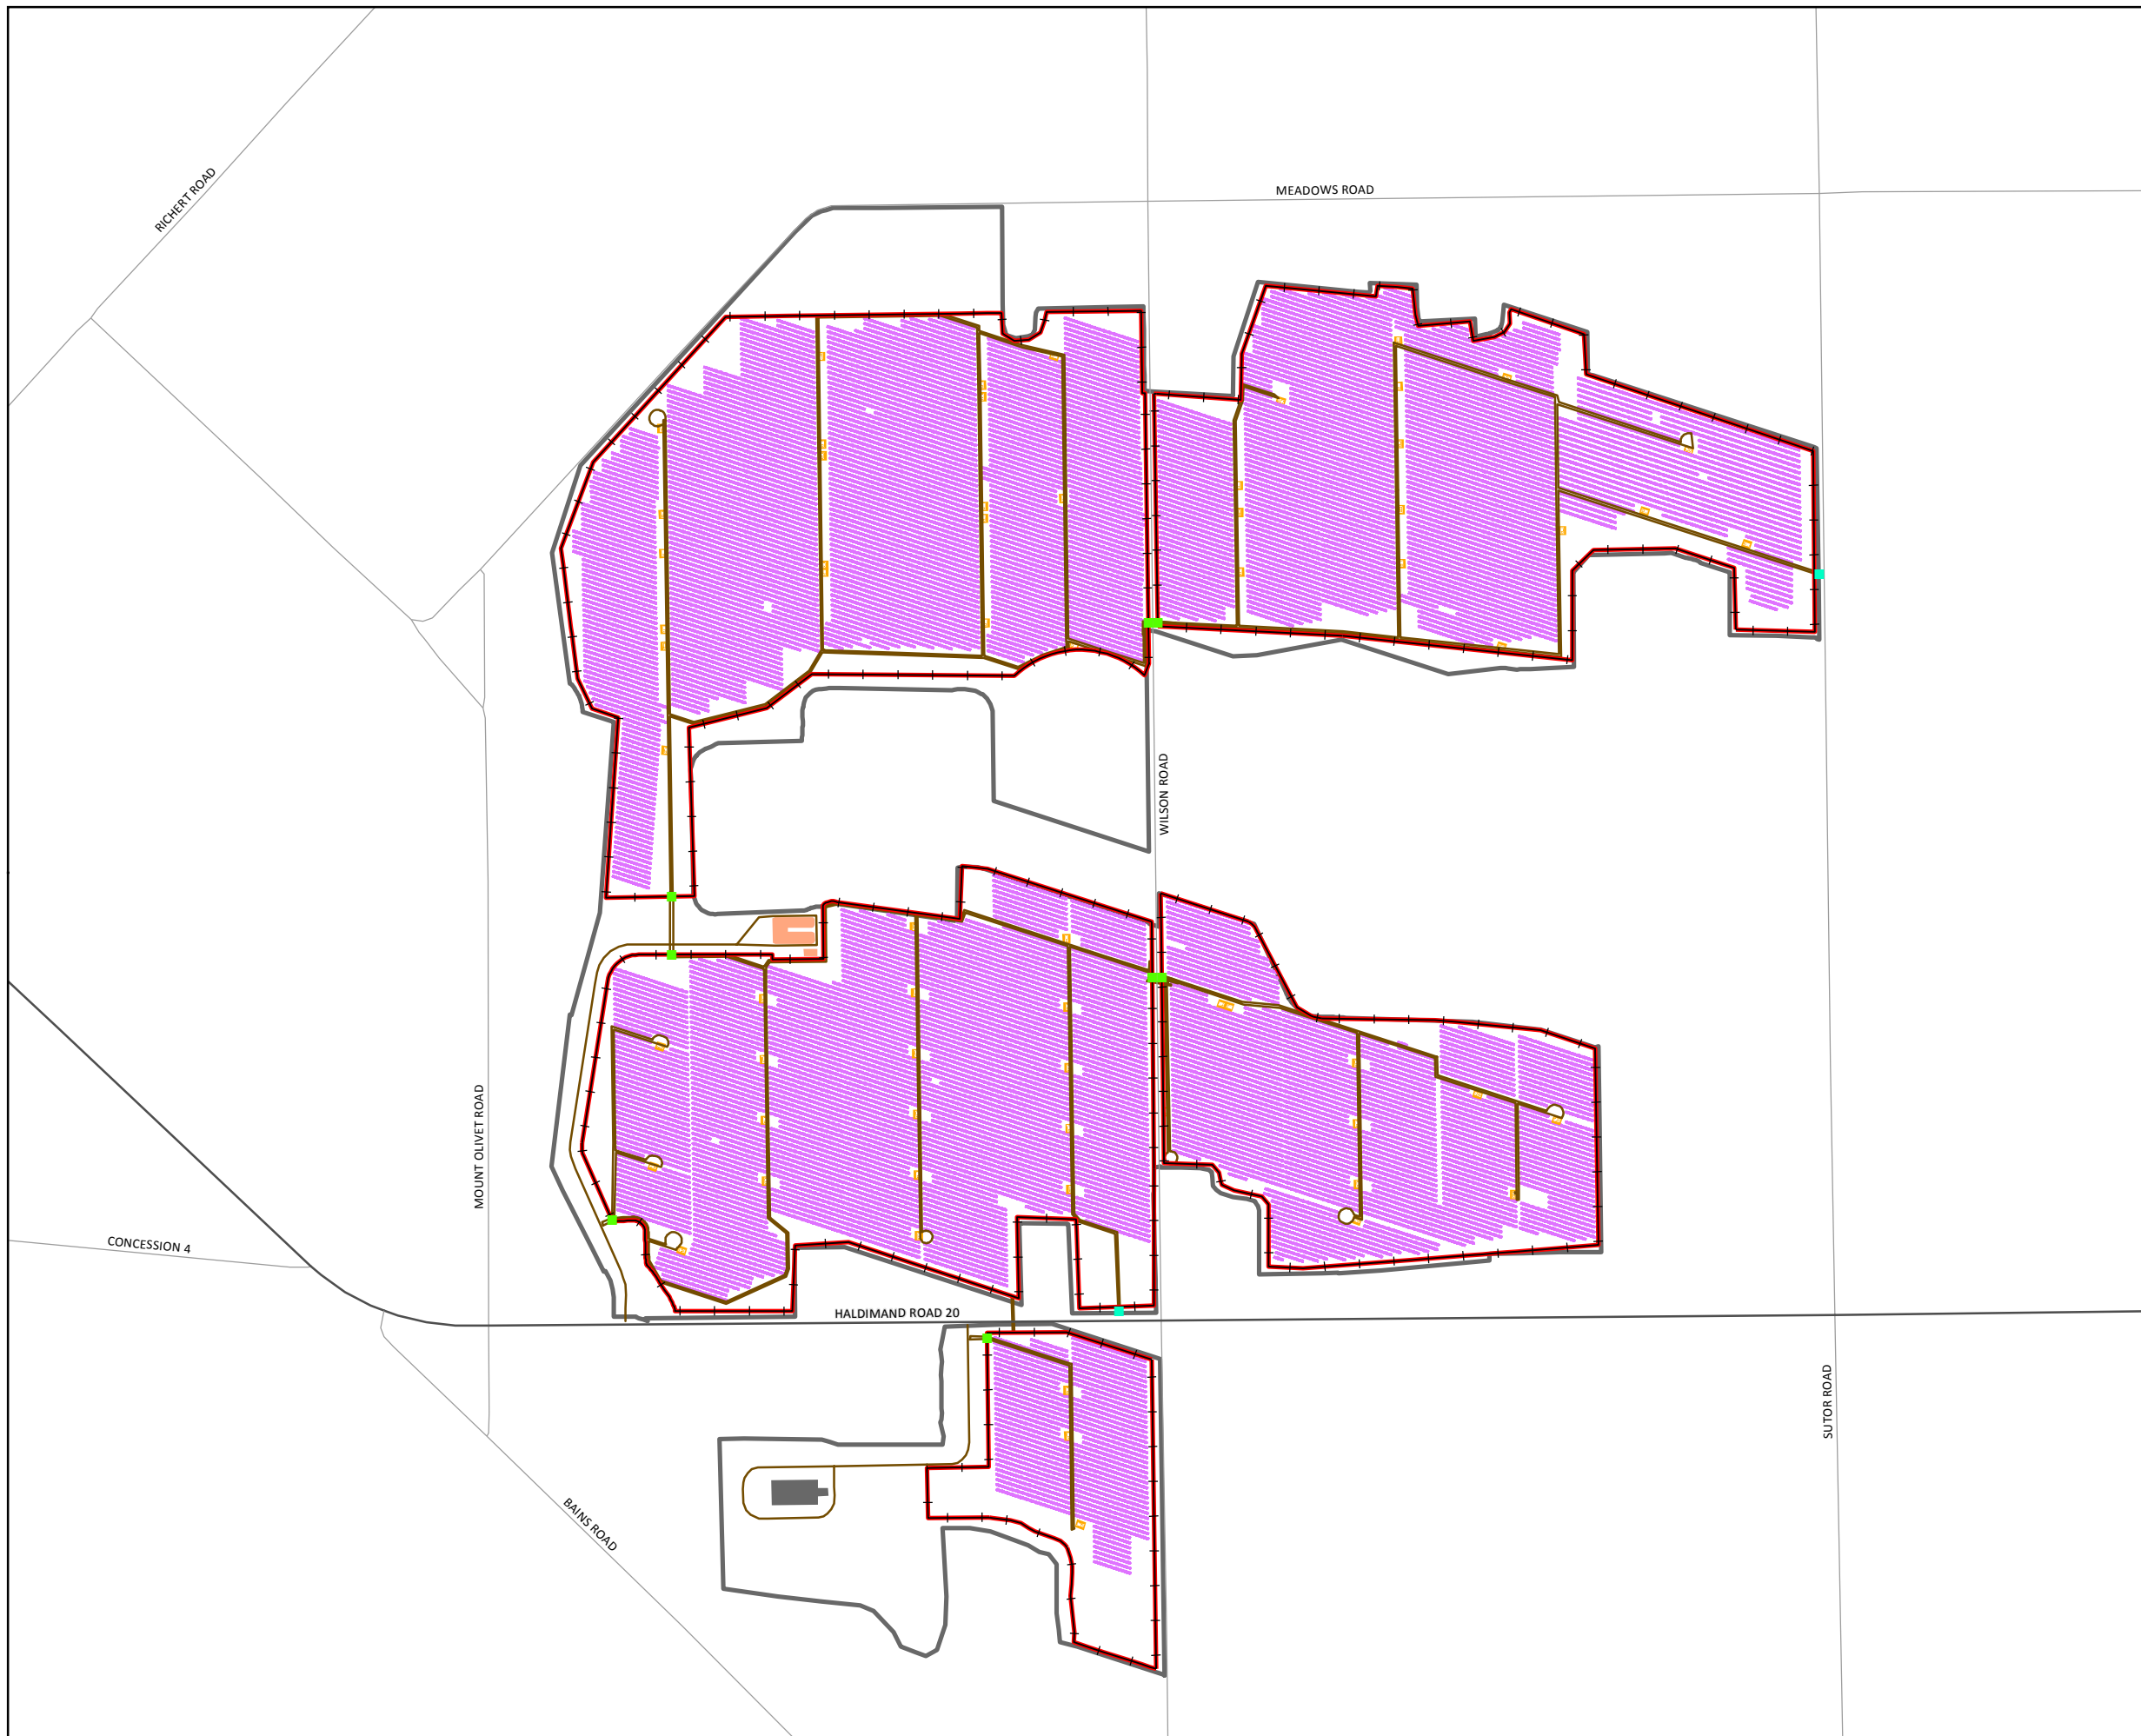 MEADOWS ROAD
RICHERT ROAD
WILSON ROAD
MOUNT OLIVET ROAD
CONCESSION 4
HALDIMAND ROAD 20
SUTOR ROAD
BAINS ROAD